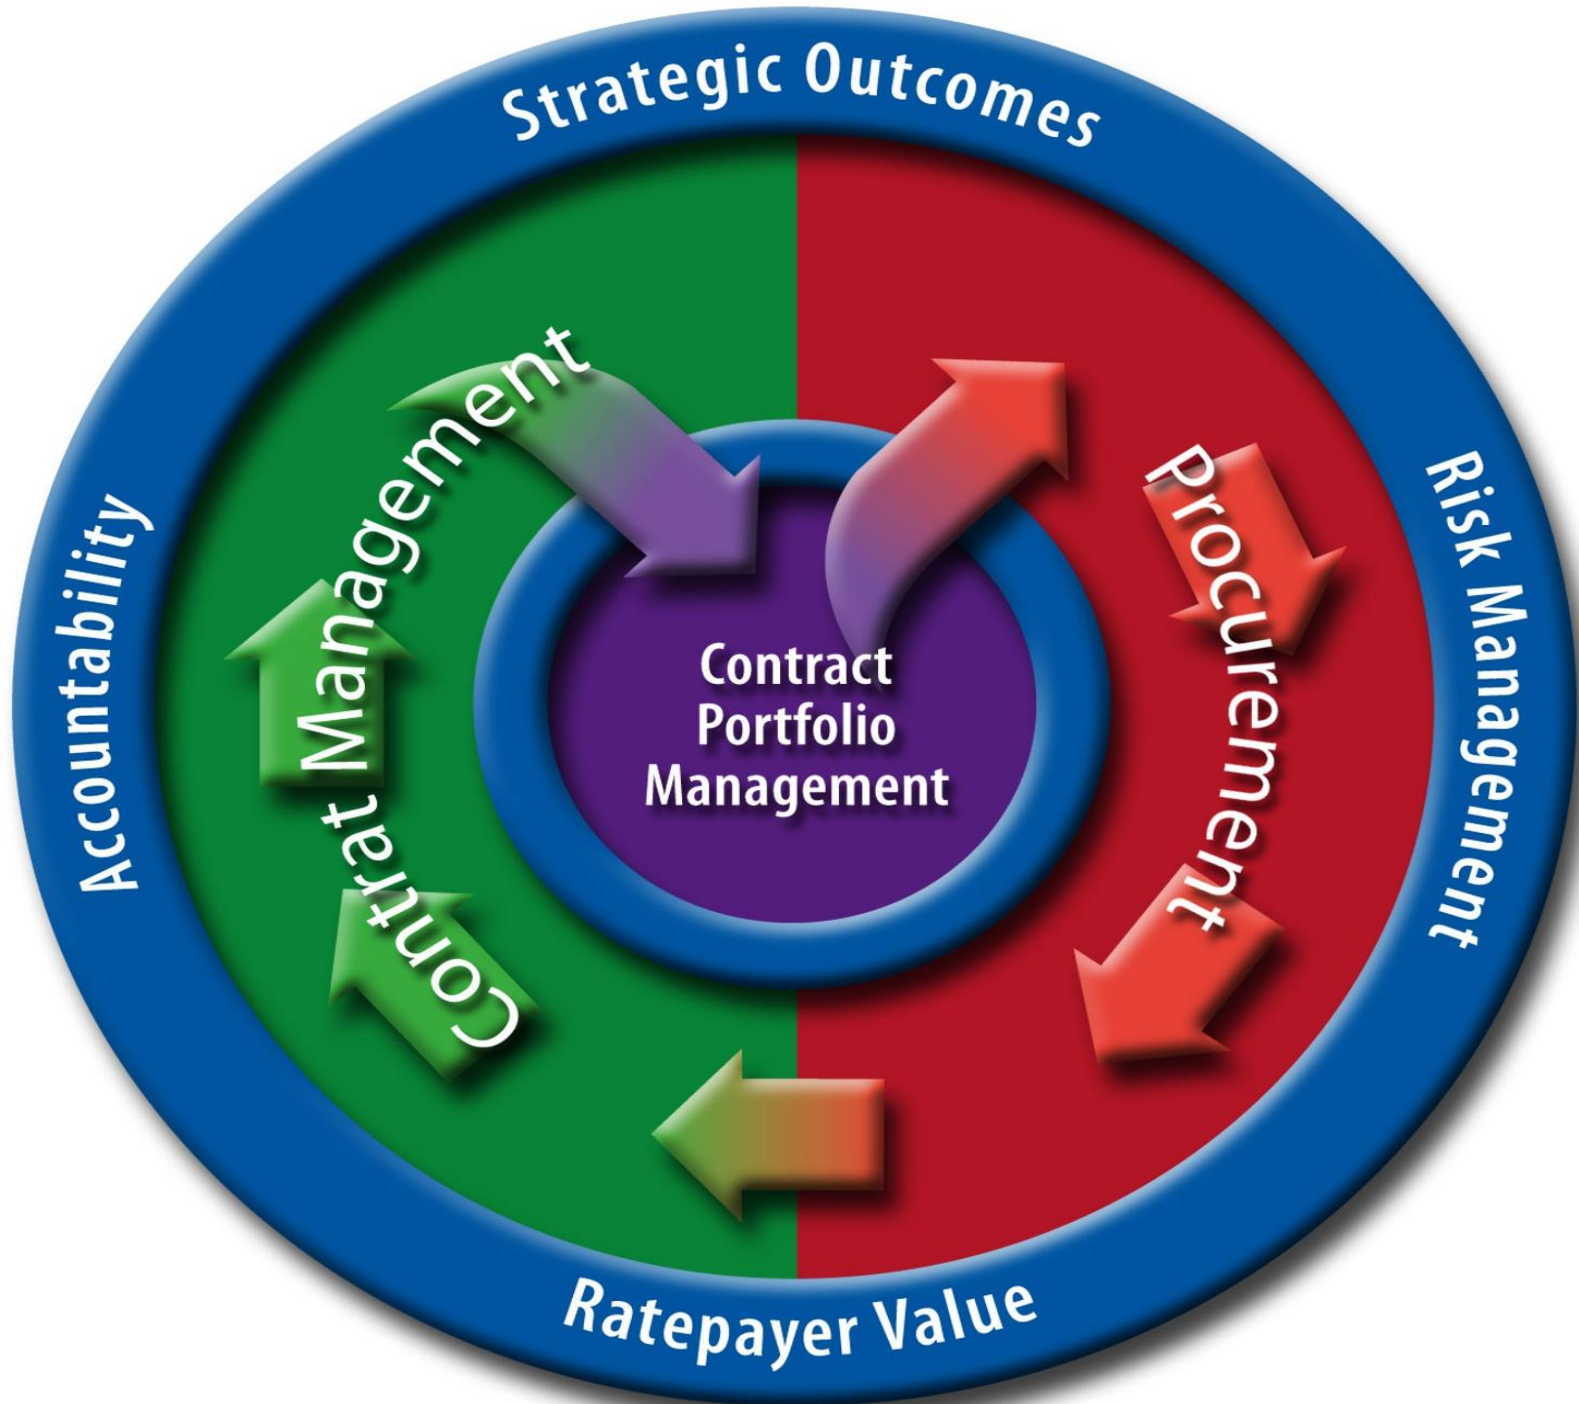 Strategic Outcomes
Accountability
Risk Management
Contrat Management
Procurement
Contract
Portfolio
Management
Ratepayer Value